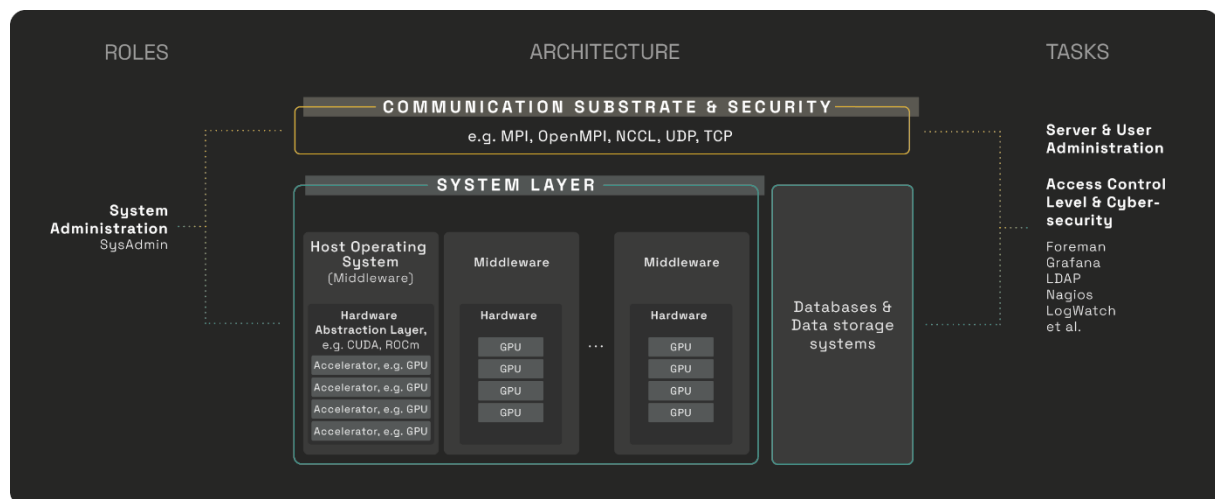 ROLES
ARCHITECTURE
TASKS
COMMUNICATION SUBSTRATE & SECURITY
e.g. MPI, OpenMPI, NCCL, UDP, TCP
System
Administration
SysAdmin
SYSTEM LAYER
Host Operating
System
(Middleware)
Hardware
Abstraction Layer,
e.g. CUDA, ROCm
Accelerator, e.g. GPU
Accelerator, e.g. GPU
Accelerator, e.g. GPU
Accelerator, e.g. GPU
Middleware
Hardware
GPU
GPU
GPU
GPU
...
Middleware
Hardware
GPU
GPU
GPU
GPU
Databases &
Data storage
systems
Server & User
Administration
Access Control
Level & Cyber-
security
Foreman
Grafana
LDAP
Nagios
LogWatch
et al.